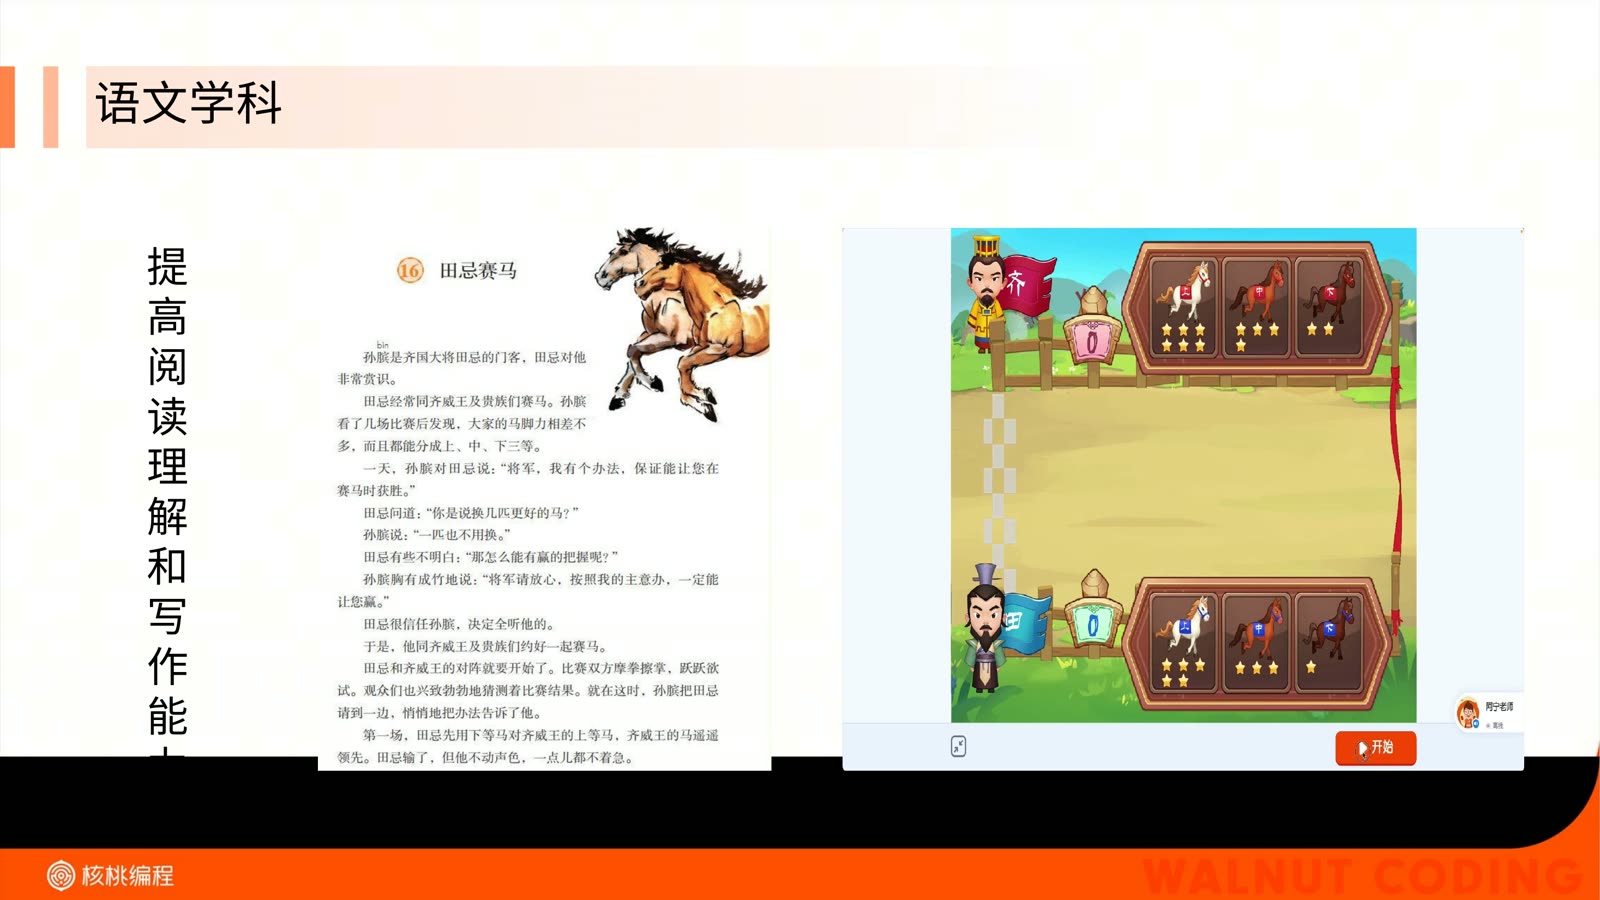 语文学科
提高阅读理解和写作能
16 田忌赛马
bìn
孙膑是齐国大将田忌的门客，田忌对他
非常赏识。
田忌经常同齐威王及贵族们赛马。孙膑
看了几场比赛后发现，大家的马脚力相差不
多，而且都能分成上、中、下三等。
一天，孙膑对田忌说：“将军，我有个办法，保证能让您在
赛马时获胜。”
田忌问道：“你是说换几匹更好的马？”
孙膑说：“一匹也不用换。”
田忌有些不明白：“那怎么能有赢的把握呢？”
孙膑胸有成竹地说：“将军请放心，按照我的主意办，一定能
让您赢。”
田忌很信任孙膑，决定全听他的。
于是，他同齐威王及贵族们约好一起赛马。
田忌和齐威王的对阵就要开始了。比赛双方摩拳擦掌，跃跃欲
试。观众们也兴致勃勃地猜测着比赛结果。就在这时，孙膑把田忌
请到一边，悄悄地把办法告诉了他。
第一场，田忌先用下等马对齐威王的上等马，齐威王的马遥遥
领先。田忌输了，但他不动声色，一点儿都不着急。
齐
0
上 中 下
田
0
上 中 下
阿宁老师
离线
开始
核桃编程
WALNUT CODING